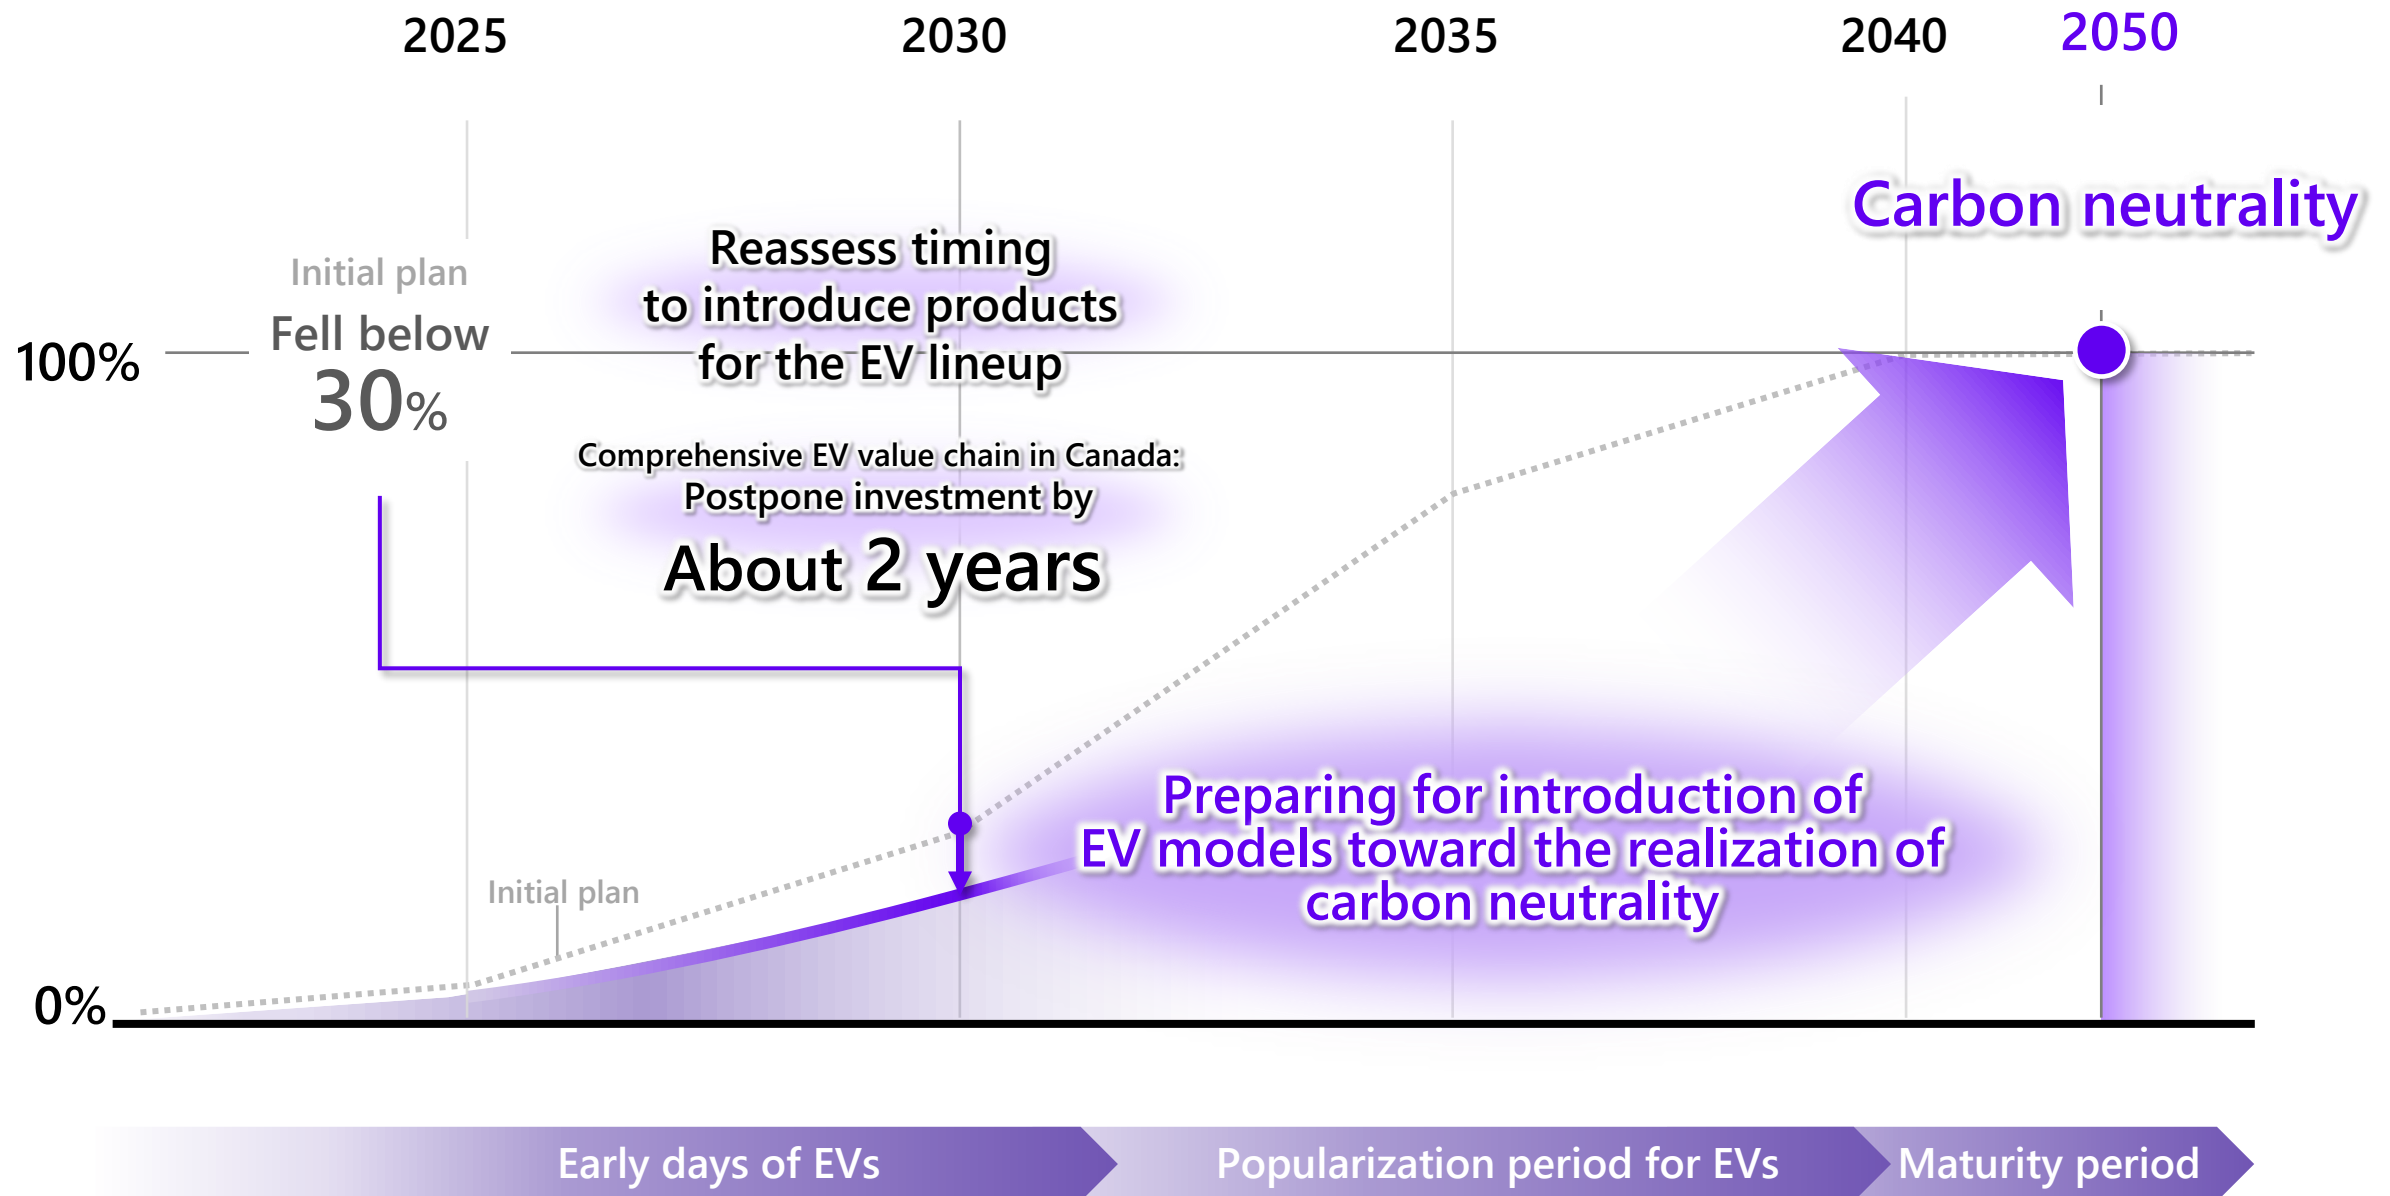 2025
2030
2035
2040
2050
Carbon neutrality
Reassess timing
to introduce products
for the EV lineup
Initial plan
Fell below
30%
100%
Comprehensive EV value chain in Canada:
Postpone investment by
About 2 years
Preparing for introduction of
EV models toward the realization of
carbon neutrality
Initial plan
0%
Early days of EVs
Popularization period for EVs
Maturity period